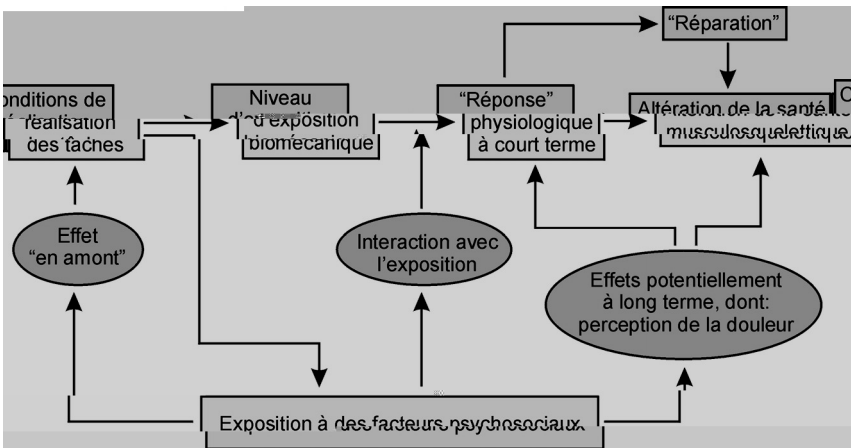 “Réparation”
onditions de
réalisation
des tâches
Niveau
d’exposition
biomécanique
“Réponse”
physiologique
à court terme
Altération de la santé
musculosquelettique
Effet
“en amont”
Interaction avec
l’exposition
Effets potentiellement
à long terme, dont:
perception de la douleur
Exposition à des facteurs psychosociaux